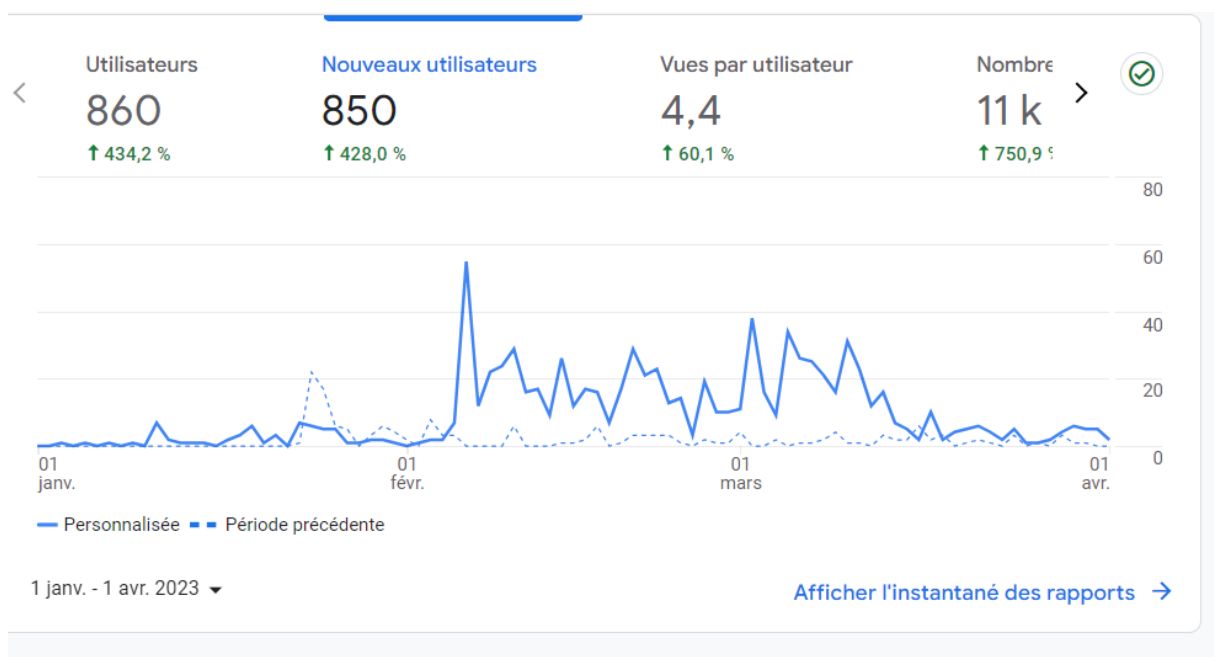 Utilisateurs
860
↑ 434,2 %
Nouveaux utilisateurs
850
↑ 428,0 %
Vues par utilisateur
4,4
↑ 60,1 %
Nombre
11 k
↑ 750,9 %
80
60
40
20
0
01
janv.
01
févr.
01
mars
01
avr.
Personnalisée
Période précédente
1 janv. - 1 avr. 2023
Afficher l'instantané des rapports →